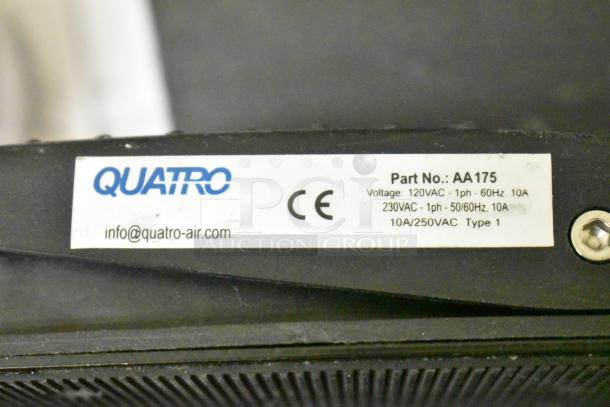 QUATRO
info@quatro-air.com
CE
Part No.: AA175
Voltage: 120VAC - 1ph - 60Hz, 10A
230VAC - 1ph - 50/60Hz, 10A
10A/250VAC Type 1
PCI
AUCTION GROUP